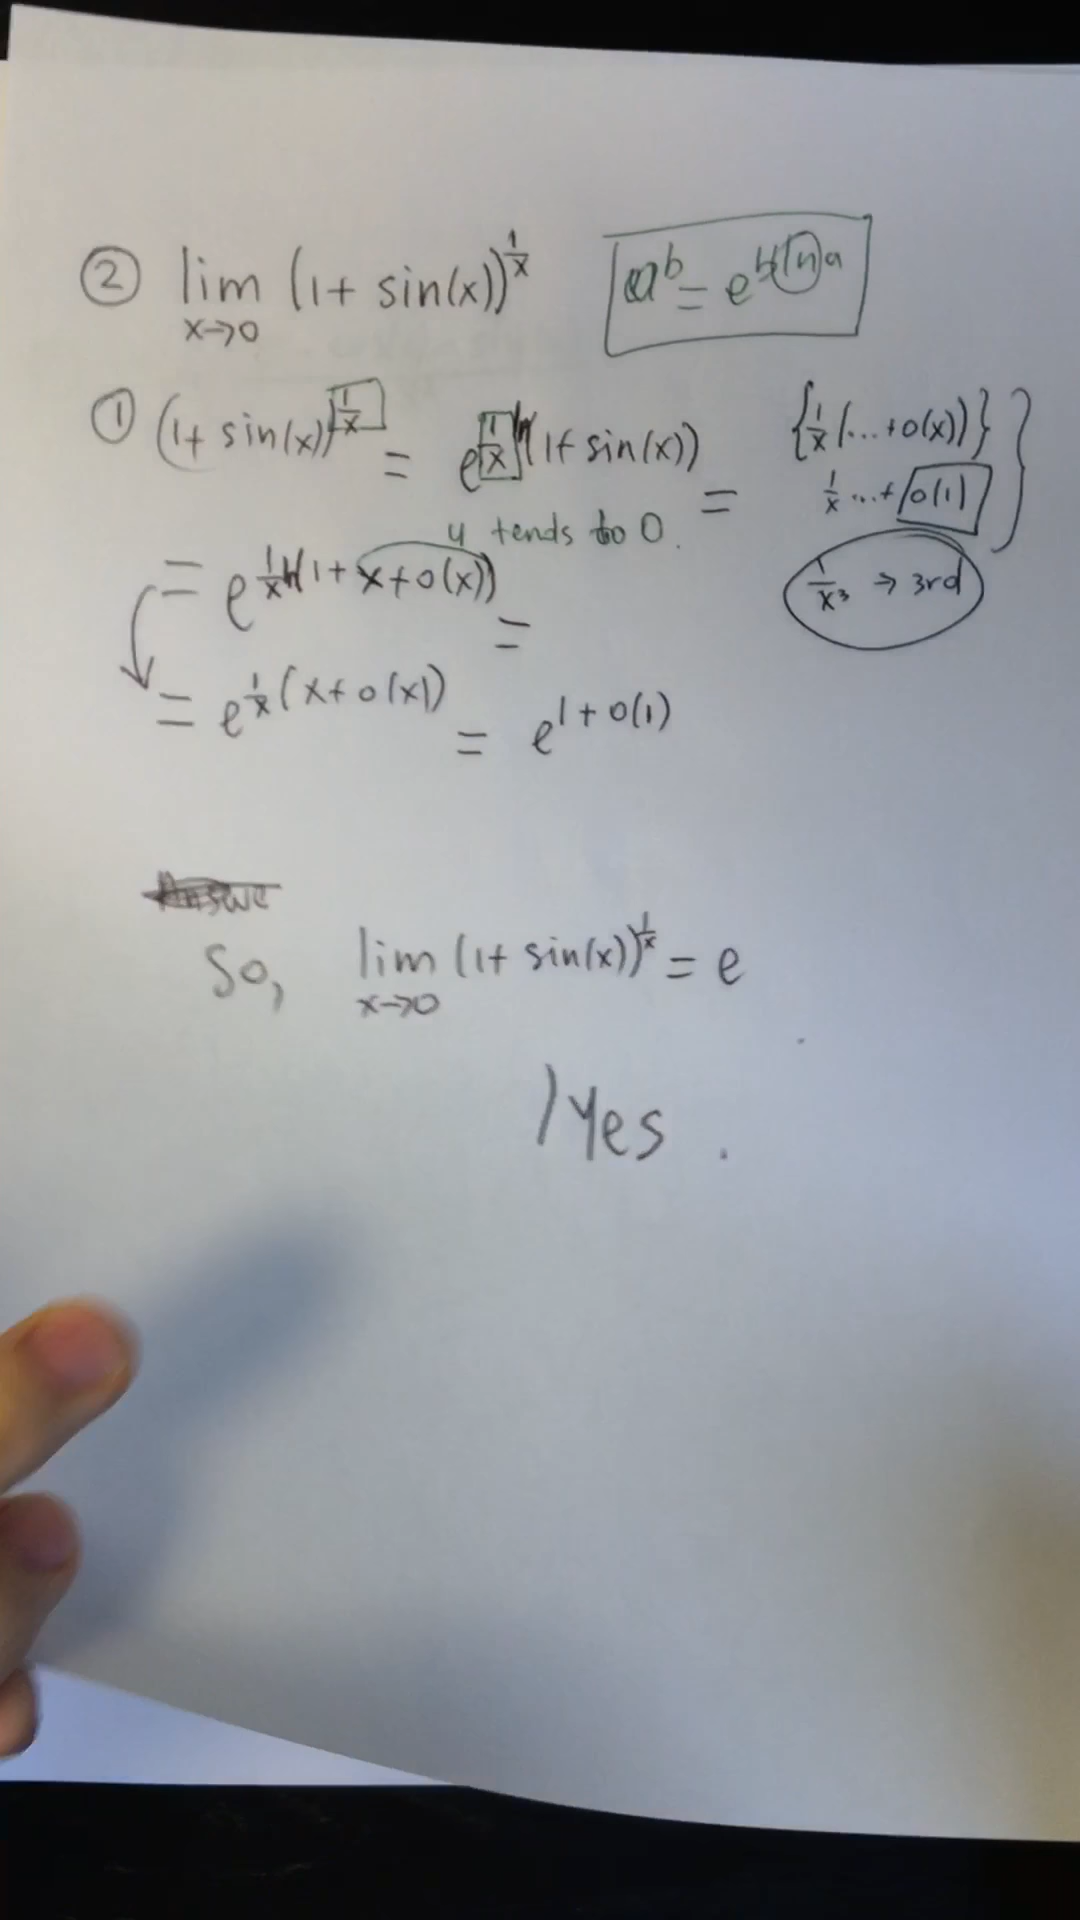 ② lim (1+ sin(x))^(1/x) a^b = e^(b ln a)
x→0
① (1+ sin(x))^(1/x) = e^(1/x ln(1+ sin(x))) = {1/x (...+o(x))}
1/x ...+ o(1)
u tends to 0.
= e^(1/x ln(1+ x+o(x))) = 1/x³ → 3rd
= e^(1/x (x+o(x))) = e^(1+o(1))
So, lim (1+ sin(x))^(1/x) = e
x→0
/Yes .